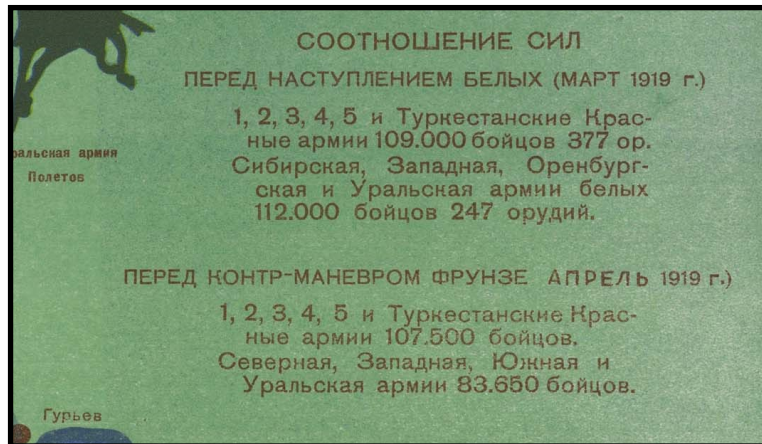 СООТНОШЕНИЕ СИЛ
ПЕРЕД НАСТУПЛЕНИЕМ БЕЛЫХ (МАРТ 1919 г.)
1, 2, 3, 4, 5 и Туркестанские Крас-
ные армии 109.000 бойцов 377 ор.
Сибирская, Западная, Оренбург-
ская и Уральская армии белых
112.000 бойцов 247 орудий.
ральская армия
Полетов
ПЕРЕД КОНТР-МАНЕВРОМ ФРУНЗЕ АПРЕЛЬ 1919 г.)
1, 2, 3, 4, 5 и Туркестанские Крас-
ные армии 107.500 бойцов.
Северная, Западная, Южная и
Уральская армии 83.650 бойцов.
Гурьев